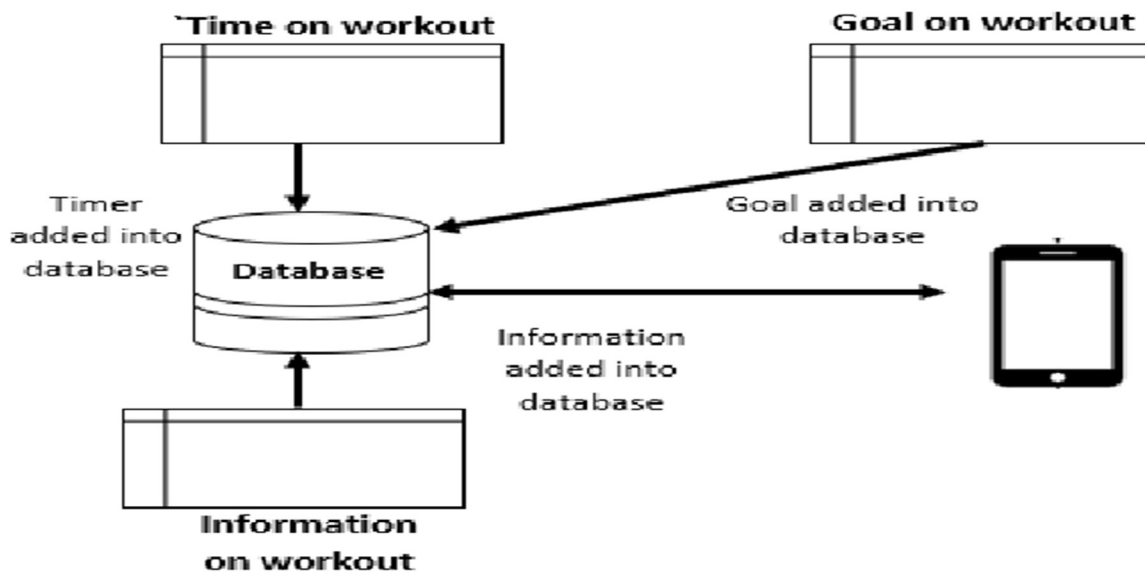 `Time on workout
Goal on workout
Timer
added into
database
Goal added into
database
Database
Information
added into
database
Information
on workout